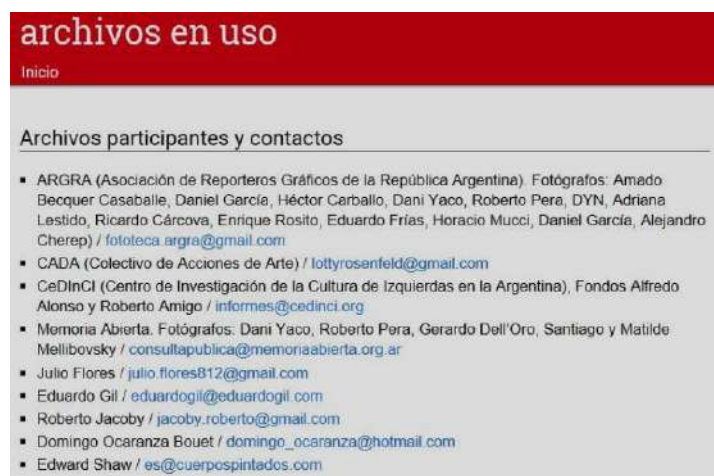 archivos en uso
Inicio
Archivos participantes y contactos
▪ ARGRA (Asociación de Reporteros Gráficos de la República Argentina). Fotógrafos: Amado
Becquer Casaballe, Daniel García, Héctor Carballo, Dani Yaco, Roberto Pera, DYN, Adriana
Lestido, Ricardo Cárcova, Enrique Rosito, Eduardo Frías, Horacio Mucci, Daniel García, Alejandro
Cherep) / fototeca.argra@gmail.com
▪ CADA (Colectivo de Acciones de Arte) / lottyrosenfeld@gmail.com
▪ CeDInCI (Centro de Investigación de la Cultura de Izquierdas en la Argentina), Fondos Alfredo
Alonso y Roberto Amigo / informes@cedinci.org
▪ Memoria Abierta. Fotógrafos: Dani Yaco, Roberto Pera, Gerardo Dell'Oro, Santiago y Matilde
Mellibovsky / consultapublica@memoriaabierta.org.ar
▪ Julio Flores / julio.flores812@gmail.com
▪ Eduardo Gil / eduardogil@eduardogil.com
▪ Roberto Jacoby / jacoby.roberto@gmail.com
▪ Domingo Ocaranza Bouet / domingo_ocaranza@hotmail.com
▪ Edward Shaw / es@cuerpospintados.com